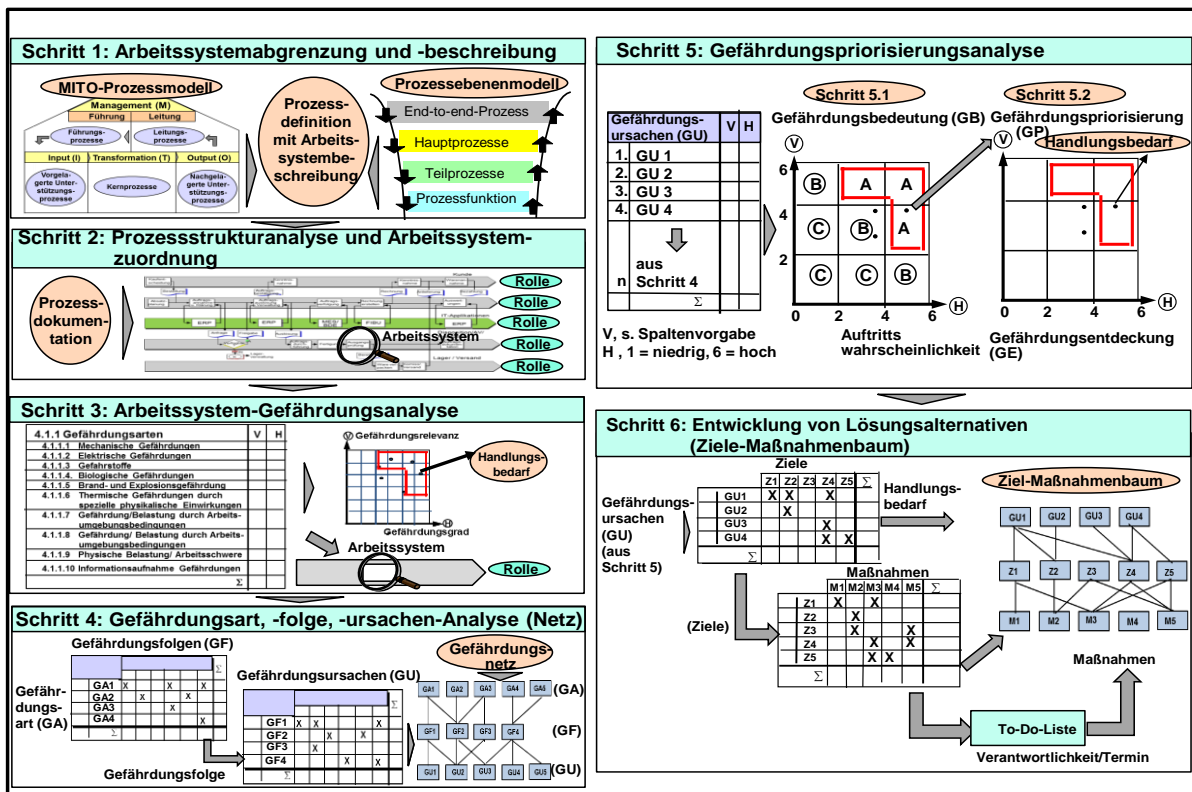 Schritt 1: Arbeitssystemabgrenzung und -beschreibung
MITO-Prozessmodell
Management (M)
Führung Leitung
Führungs-
prozesse
Leitungs-
prozesse
Input (I) Transformation (T) Output (O)
Vorgela-
gerte Unter-
stützungs-
prozesse
Kernprozesse
Nachgela-
gerte Unter-
stützungs-
prozesse
Prozess-
definition
mit Arbeits-
systembe-
schreibung
Prozessebenenmodell
End-to-end-Prozess
Hauptprozesse
Teilprozesse
Prozessfunktion
Schritt 2: Prozessstrukturanalyse und Arbeitssystem-
zuordnung
Prozess-
dokumen-
tation
Kunde
IT-Applikationen
ERP
ERP
FIBU
ERP
Arbeitssystem
Lager / Versand
Rolle
Rolle
Rolle
Rolle
Rolle
Schritt 3: Arbeitssystem-Gefährdungsanalyse
4.1.1 Gefährdungsarten V H
4.1.1.1 Mechanische Gefährdungen
4.1.1.2 Elektrische Gefährdungen
4.1.1.3 Gefahrstoffe
4.1.1.4. Biologische Gefährdungen
4.1.1.5 Brand- und Explosionsgefährdung
4.1.1.6 Thermische Gefährdungen durch
spezielle physikalische Einwirkungen
4.1.1.7 Gefährdung/Belastung durch Arbeits-
umgebungsbedingungen
4.1.1.8 Gefährdung/ Belastung durch Arbeits-
umgebungsbedingungen
4.1.1.9 Physische Belastung/ Arbeitsschwere
4.1.1.10 Informationsaufnahme Gefährdungen
Σ
V Gefährdungsrelevanz
H
Gefährdungsgrad
Handlungs-
bedarf
Arbeitssystem
Rolle
Schritt 4: Gefährdungsart, -folge, -ursachen-Analyse (Netz)
Gefährdungsfolgen (GF)
Σ
Gefähr-
dungs-
art (GA)
GA1 X X X
GA2 X X
GA3 X
GA4 X
Σ
Gefährdungsfolge
Gefährdungsursachen (GU)
Σ
GF1 X X X
GF2 X X
GF3 X
GF4 X X
Σ
Gefährdungs-
netz
GA1 GA2 GA3 GA4 GA5 (GA)
GF1 GF2 GF3 GF4 (GF)
GU1 GU2 GU3 GU4 GU5 (GU)
Schritt 5: Gefährdungspriorisierungsanalyse
Gefährdungs-
ursachen (GU) V H
1. GU 1
2. GU 2
3. GU 3
4. GU 4
aus
n Schritt 4
Σ
V, s. Spaltenvorgabe
H , 1 = niedrig, 6 = hoch
Schritt 5.1
Gefährdungsbedeutung (GB)
V
6
B A A
4
C B A
2
C C B
H
0 2 4 6
Auftritts
wahrscheinlichkeit
Schritt 5.2
Gefährdungspriorisierung
(GP)
V
Handlungsbedarf
H
0 2 4 6
Gefährdungsentdeckung
(GE)
Schritt 6: Entwicklung von Lösungsalternativen
(Ziele-Maßnahmenbaum)
Ziele
Z1 Z2 Z3 Z4 Z5 Σ
Gefährdungs-
ursachen
(GU)
(aus
Schritt 5)
GU1 X X X
GU2 X
GU3 X
GU4 X X
Σ
Handlungs-
bedarf
Maßnahmen
M1 M2 M3 M4 M5 Σ
(Ziele)
Z1 X X
Z2 X
Z3 X X
Z4 X X
Z5 X X
Σ
Ziel-Maßnahmenbaum
GU1 GU2 GU3 GU4
Z1 Z2 Z3 Z4 Z5
M1 M2 M3 M4 M5
Maßnahmen
To-Do-Liste
Verantwortlichkeit/Termin